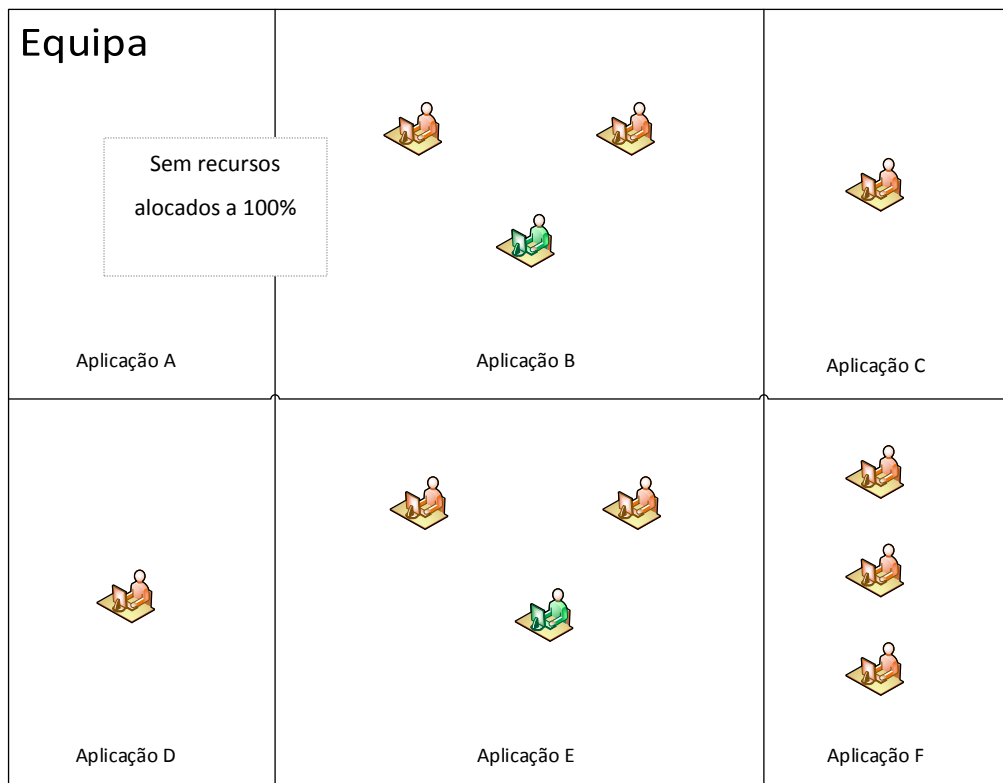 Equipa
Sem recursos
alocados a 100%
Aplicação A
Aplicação B
Aplicação C
Aplicação D
Aplicação E
Aplicação F